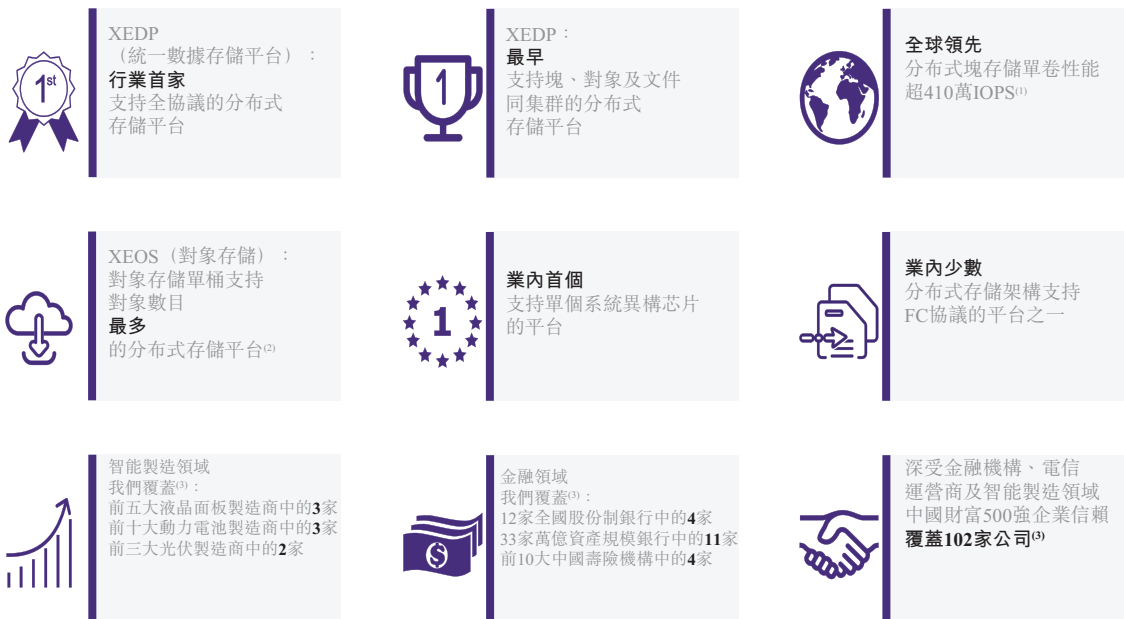 1st
XEDP
（統一數據存儲平台）：
行業首家
支持全協議的分布式
存儲平台
1
XEDP：
最早
支持塊、對象及文件
同集群的分布式
存儲平台
全球領先
分布式塊存儲單卷性能
超410萬IOPS(1)
XEOS（對象存儲）：
對象存儲單桶支持
對象數目
最多
的分布式存儲平台(2)
1
業內首個
支持單個系統異構芯片
的平台
業內少數
分布式存儲架構支持
FC協議的平台之一
智能製造領域
我們覆蓋(3)：
前五大液晶面板製造商中的3家
前十大動力電池製造商中的3家
前三大光伏製造商中的2家
$
金融領域
我們覆蓋(3)：
12家全國股份制銀行中的4家
33家萬億資產規模銀行中的11家
前10大中國壽險機構中的4家
深受金融機構、電信
運營商及智能製造領域
中國財富500強企業信賴
覆蓋102家公司(3)